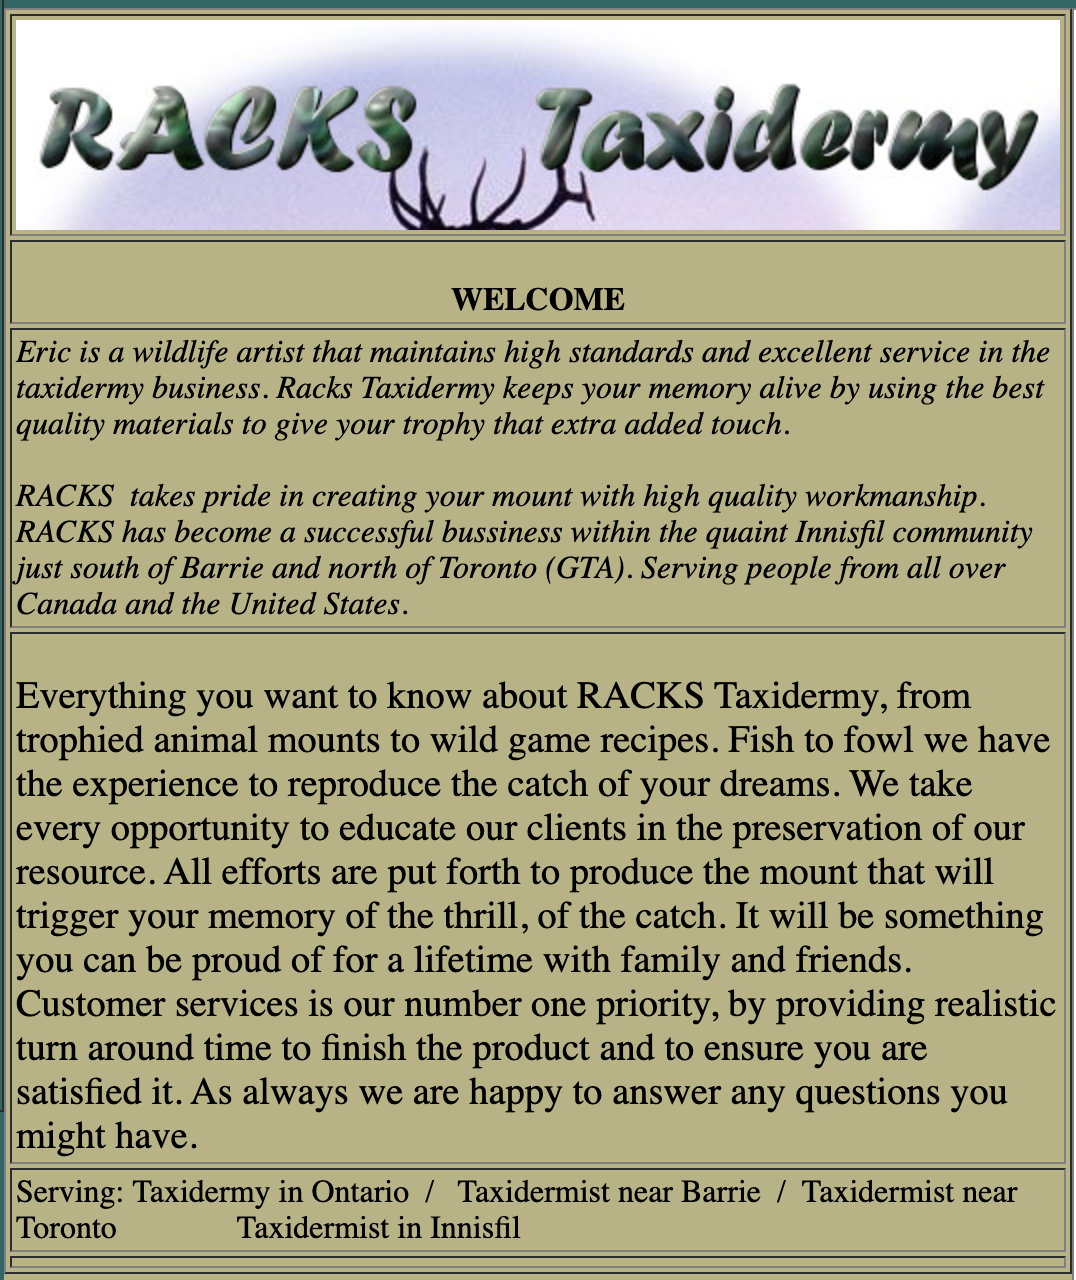 RACKS Taxidermy
WELCOME
Eric is a wildlife artist that maintains high standards and excellent service in the
taxidermy business. Racks Taxidermy keeps your memory alive by using the best
quality materials to give your trophy that extra added touch.
RACKS  takes pride in creating your mount with high quality workmanship.
RACKS has become a successful bussiness within the quaint Innisfil community
just south of Barrie and north of Toronto (GTA). Serving people from all over
Canada and the United States.
Everything you want to know about RACKS Taxidermy, from
trophied animal mounts to wild game recipes. Fish to fowl we have
the experience to reproduce the catch of your dreams. We take
every opportunity to educate our clients in the preservation of our
resource. All efforts are put forth to produce the mount that will
trigger your memory of the thrill, of the catch. It will be something
you can be proud of for a lifetime with family and friends.
Customer services is our number one priority, by providing realistic
turn around time to finish the product and to ensure you are
satisfied it. As always we are happy to answer any questions you
might have.
Serving: Taxidermy in Ontario  /   Taxidermist near Barrie  /  Taxidermist near
Toronto               Taxidermist in Innisfil